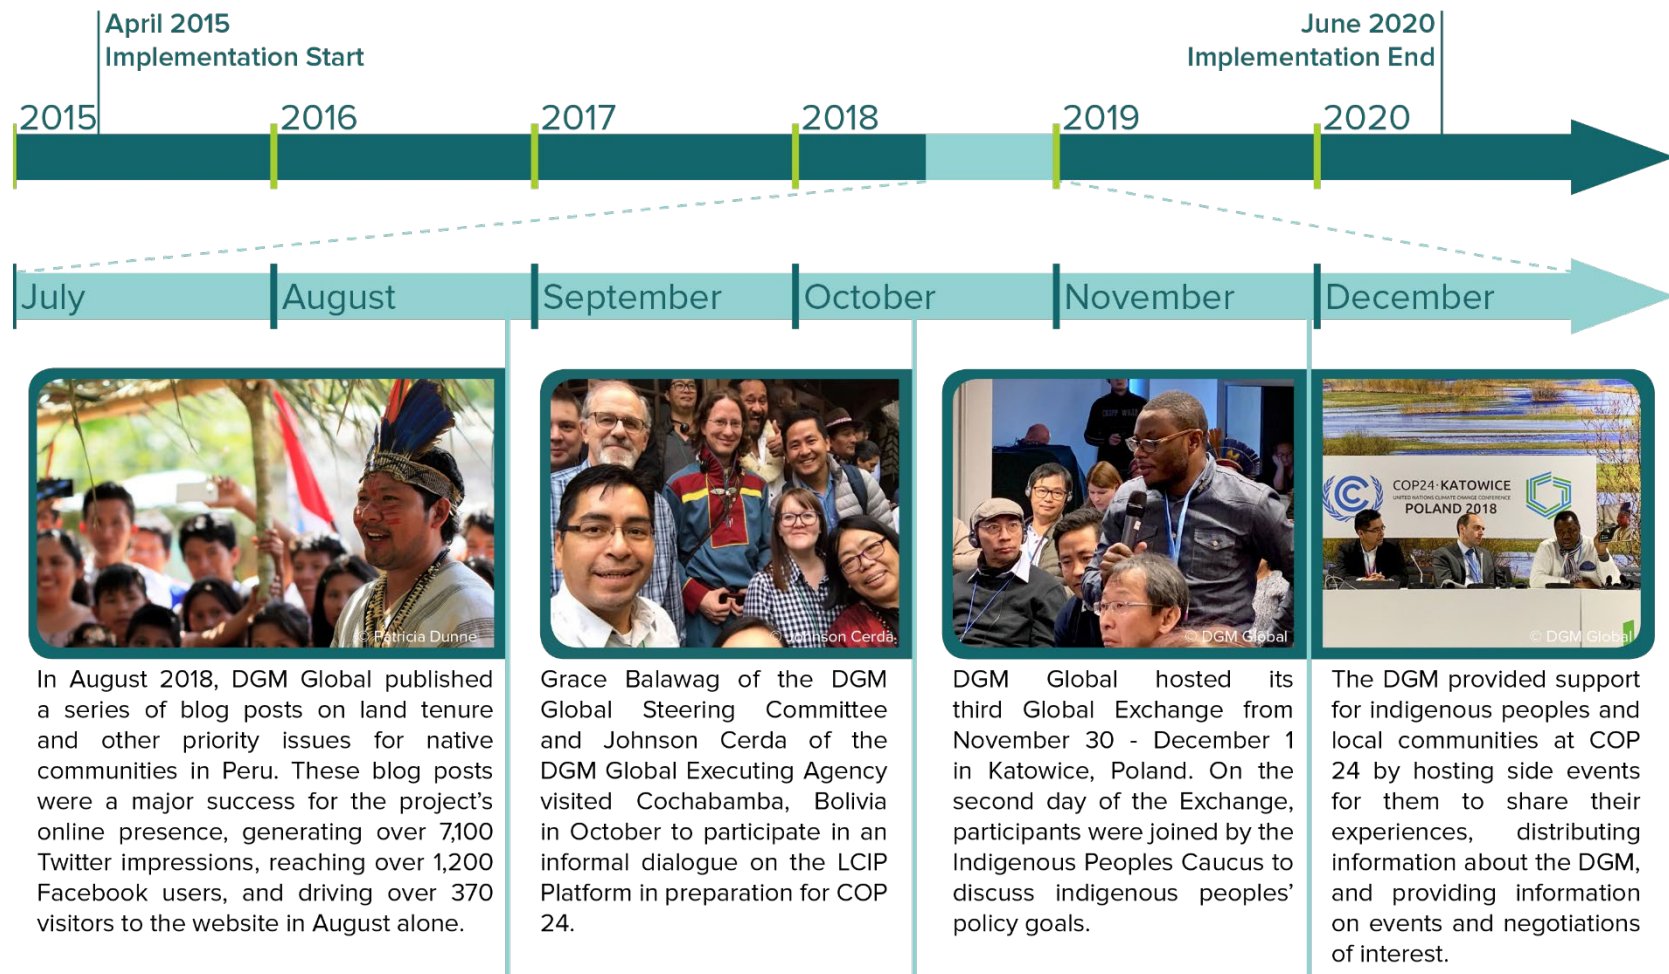 April 2015
Implementation Start
June 2020
Implementation End
2015
2016
2017
2018
2019
2020
July
August
September
October
November
December
© Patricia Dunne
© Johnson Cerda
© DGM Global
COP24·KATOWICE
UNITED NATIONS CLIMATE CHANGE CONFERENCE
POLAND 2018
© DGM Global
In August 2018, DGM Global published
a series of blog posts on land tenure
and other priority issues for native
communities in Peru. These blog posts
were a major success for the project's
online presence, generating over 7,100
Twitter impressions, reaching over 1,200
Facebook users, and driving over 370
visitors to the website in August alone.
Grace Balawag of the DGM
Global Steering Committee
and Johnson Cerda of the
DGM Global Executing Agency
visited Cochabamba, Bolivia
in October to participate in an
informal dialogue on the LCIP
Platform in preparation for COP
24.
DGM Global hosted its
third Global Exchange from
November 30 - December 1
in Katowice, Poland. On the
second day of the Exchange,
participants were joined by the
Indigenous Peoples Caucus to
discuss indigenous peoples'
policy goals.
The DGM provided support
for indigenous peoples and
local communities at COP
24 by hosting side events
for them to share their
experiences, distributing
information about the DGM,
and providing information
on events and negotiations
of interest.